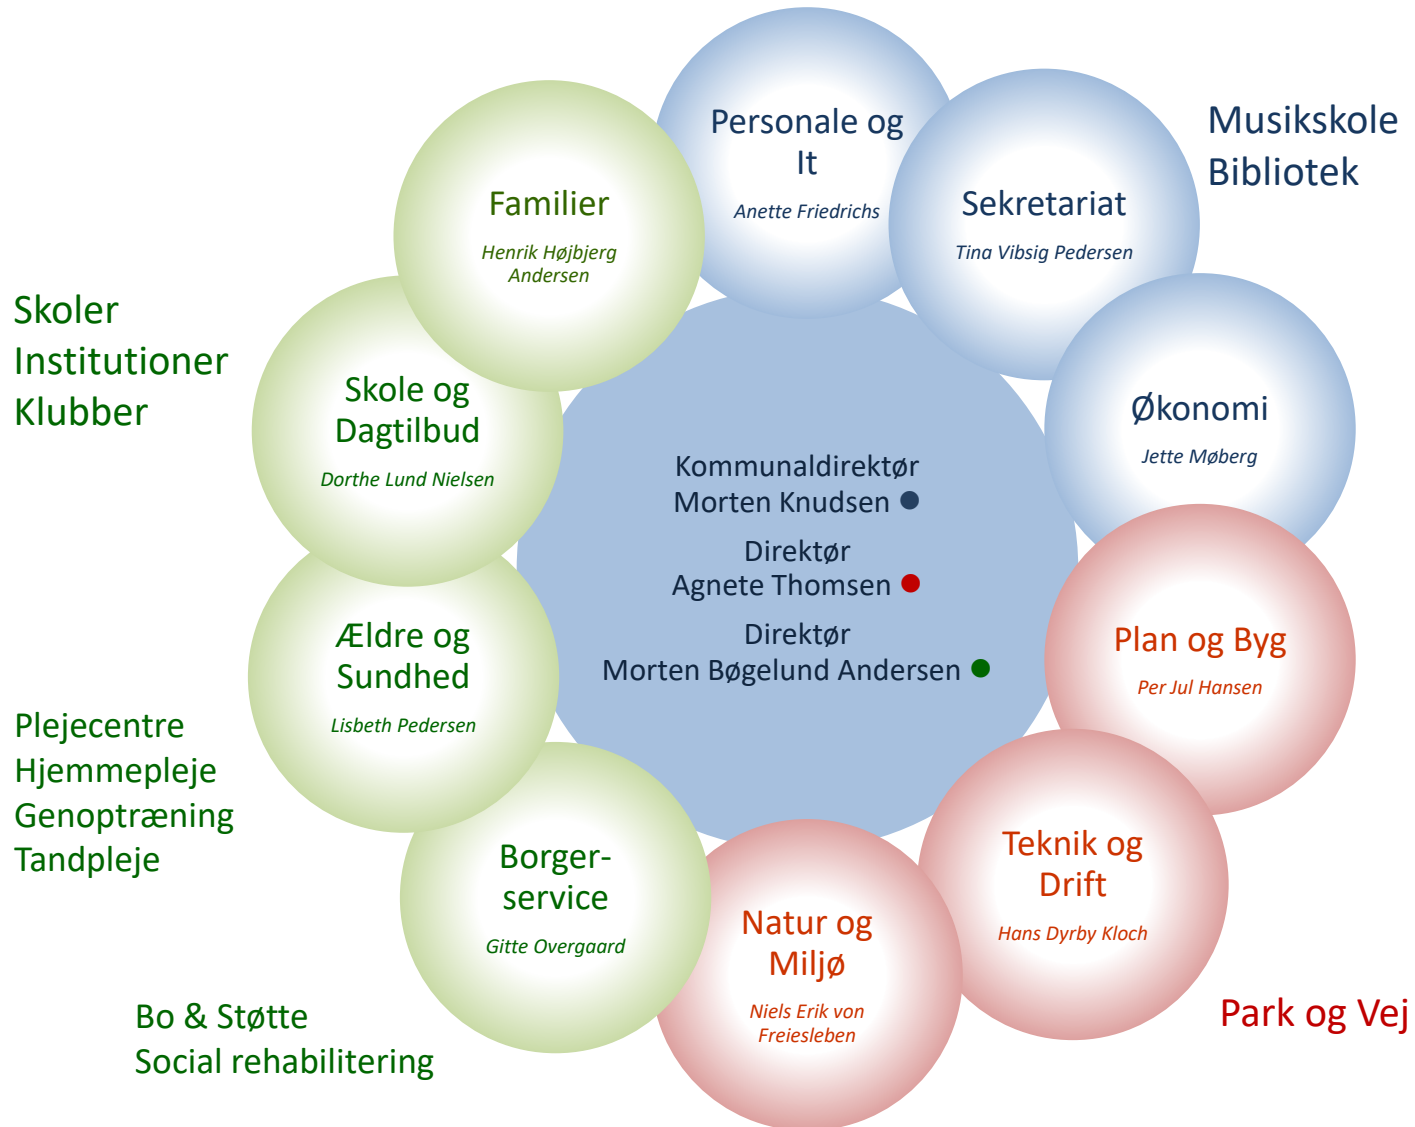 Personale og
It
Anette Friedrichs
Sekretariat
Tina Vibsig Pedersen
Musikskole
Bibliotek
Økonomi
Jette Møberg
Plan og Byg
Per Jul Hansen
Teknik og
Drift
Hans Dyrby Kloch
Park og Vej
Natur og
Miljø
Niels Erik von
Freiesleben
Borger-
service
Gitte Overgaard
Bo & Støtte
Social rehabilitering
Ældre og
Sundhed
Lisbeth Pedersen
Plejecentre
Hjemmepleje
Genoptræning
Tandpleje
Skole og
Dagtilbud
Dorthe Lund Nielsen
Skoler
Institutioner
Klubber
Familier
Henrik Højbjerg
Andersen
Kommunaldirektør
Morten Knudsen
Direktør
Agnete Thomsen
Direktør
Morten Bøgelund Andersen